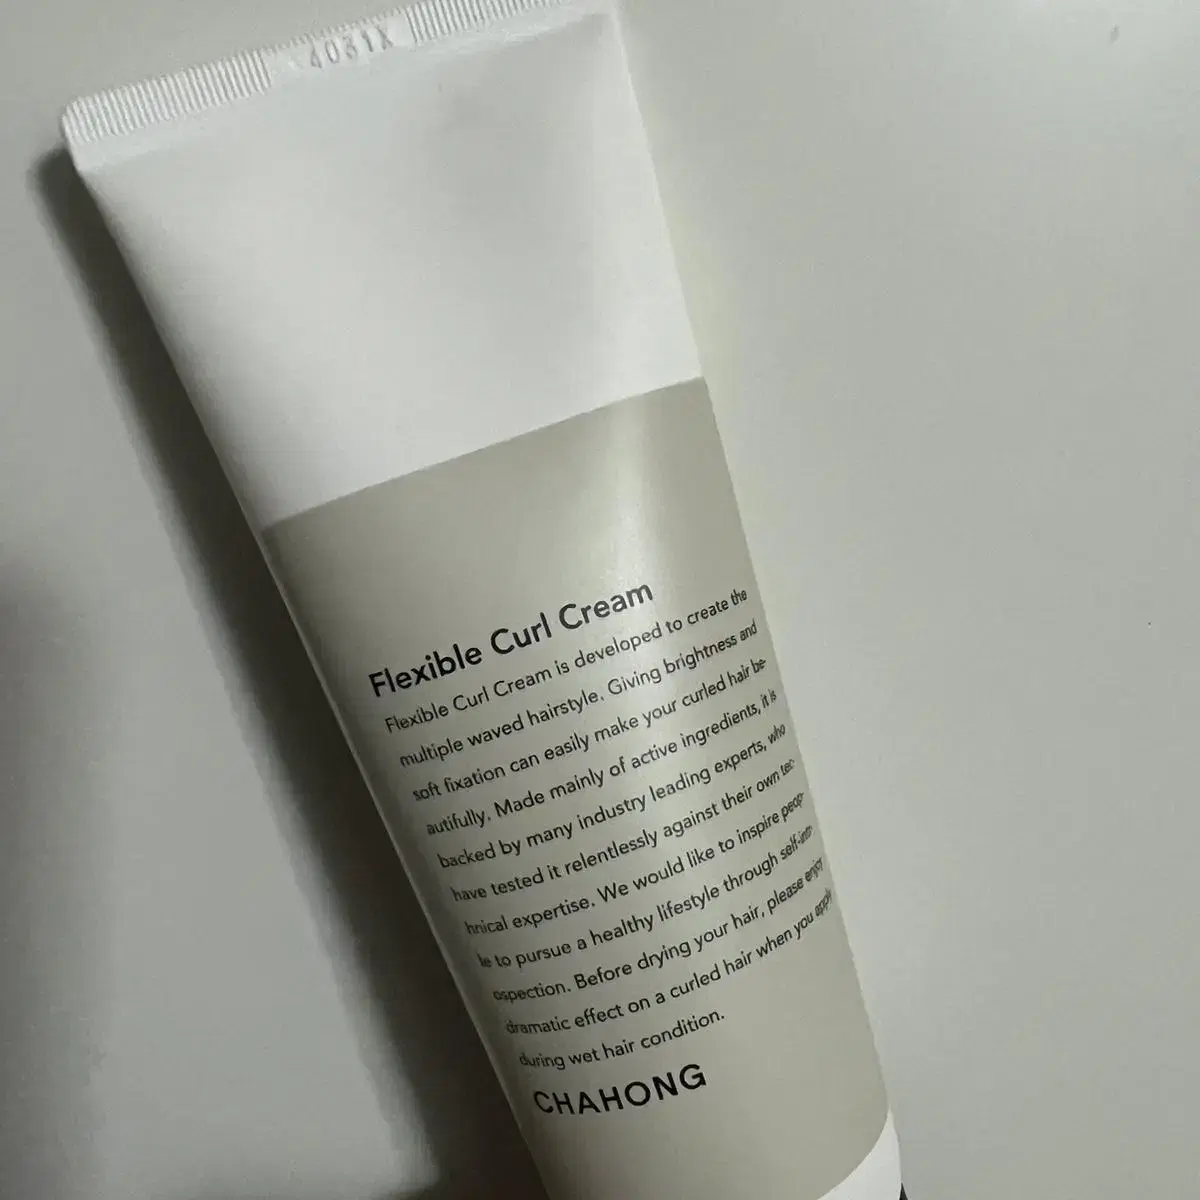 4031X
Flexible Curl Cream
Flexible Curl Cream is developed to create the
multiple waved hairstyle. Giving brightness and
soft fixation can easily make your curled hair be-
autifully. Made mainly of active ingredients, it is
backed by many industry leading experts, who
have tested it relentlessly against their own tec-
hnical expertise. We would like to inspire peop-
le to pursue a healthy lifestyle through self-intr-
ospection. Before drying your hair, please enjoy
dramatic effect on a curled hair when you apply
during wet hair condition.
CHAHONG